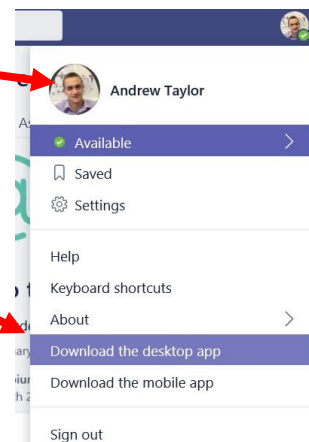 Andrew Taylor
Available
Saved
Settings
Help
Keyboard shortcuts
About
Download the desktop app
Download the mobile app
Sign out